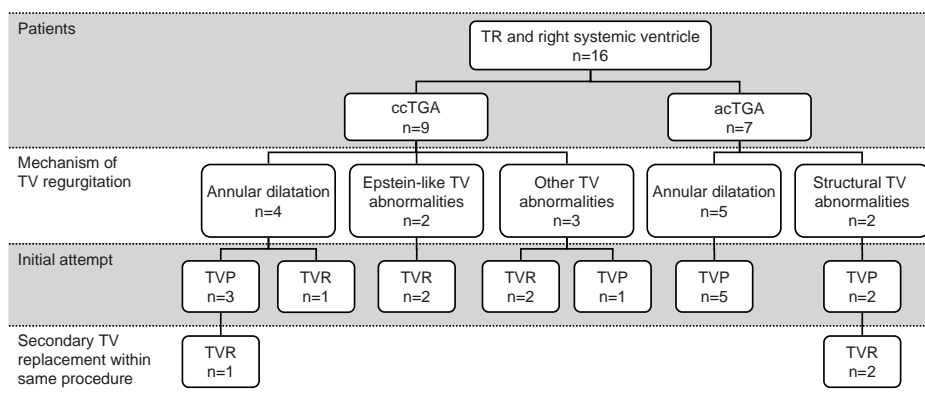 Patients
TR and right systemic ventricle
n=16
ccTGA
n=9
acTGA
n=7
Mechanism of
TV regurgitation
Annular dilatation
n=4
Epstein-like TV
abnormalities
n=2
Other TV
abnormalities
n=3
Annular dilatation
n=5
Structural TV
abnormalities
n=2
Initial attempt
TVP
n=3
TVR
n=1
TVR
n=2
TVR
n=2
TVP
n=1
TVP
n=5
TVP
n=2
Secondary TV
replacement within
same procedure
TVR
n=1
TVR
n=2